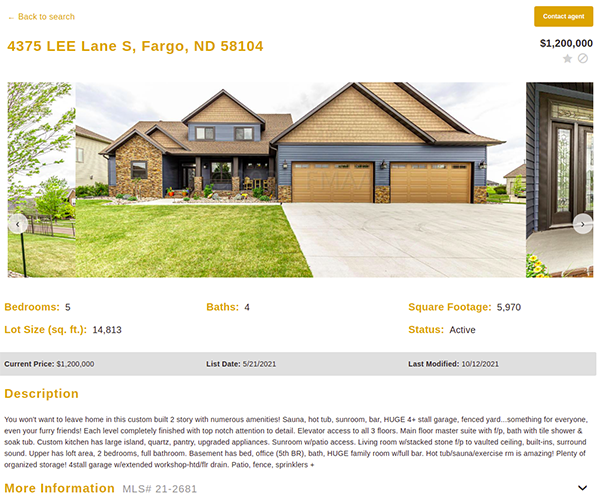 ← Back to search
Contact agent
4375 LEE Lane S, Fargo, ND 58104
$1,200,000
Bedrooms: 5
Baths: 4
Square Footage: 5,970
Lot Size (sq. ft.): 14,813
Status: Active
Current Price: $1,200,000
List Date: 5/21/2021
Last Modified: 10/12/2021
Description
You won't want to leave home in this custom built 2 story with numerous amenities! Sauna, hot tub, sunroom, bar, HUGE 4+ stall garage, fenced yard...something for everyone,
even your furry friends! Each level completely finished with top notch attention to detail. Elevator access to all 3 floors. Main floor master suite with f/p, bath with tile shower &
soak tub. Custom kitchen has large island, quartz, pantry, upgraded appliances. Sunroom w/patio access. Living room w/stacked stone f/p to vaulted ceiling, built-ins, surround
sound. Upper has loft area, 2 bedrooms, full bathroom. Basement has bed, office (5th BR), bath, HUGE family room w/full bar. Hot tub/sauna/exercise rm is amazing! Plenty of
organized storage! 4stall garage w/extended workshop-htd/flr drain. Patio, fence, sprinklers +
More Information MLS# 21-2681